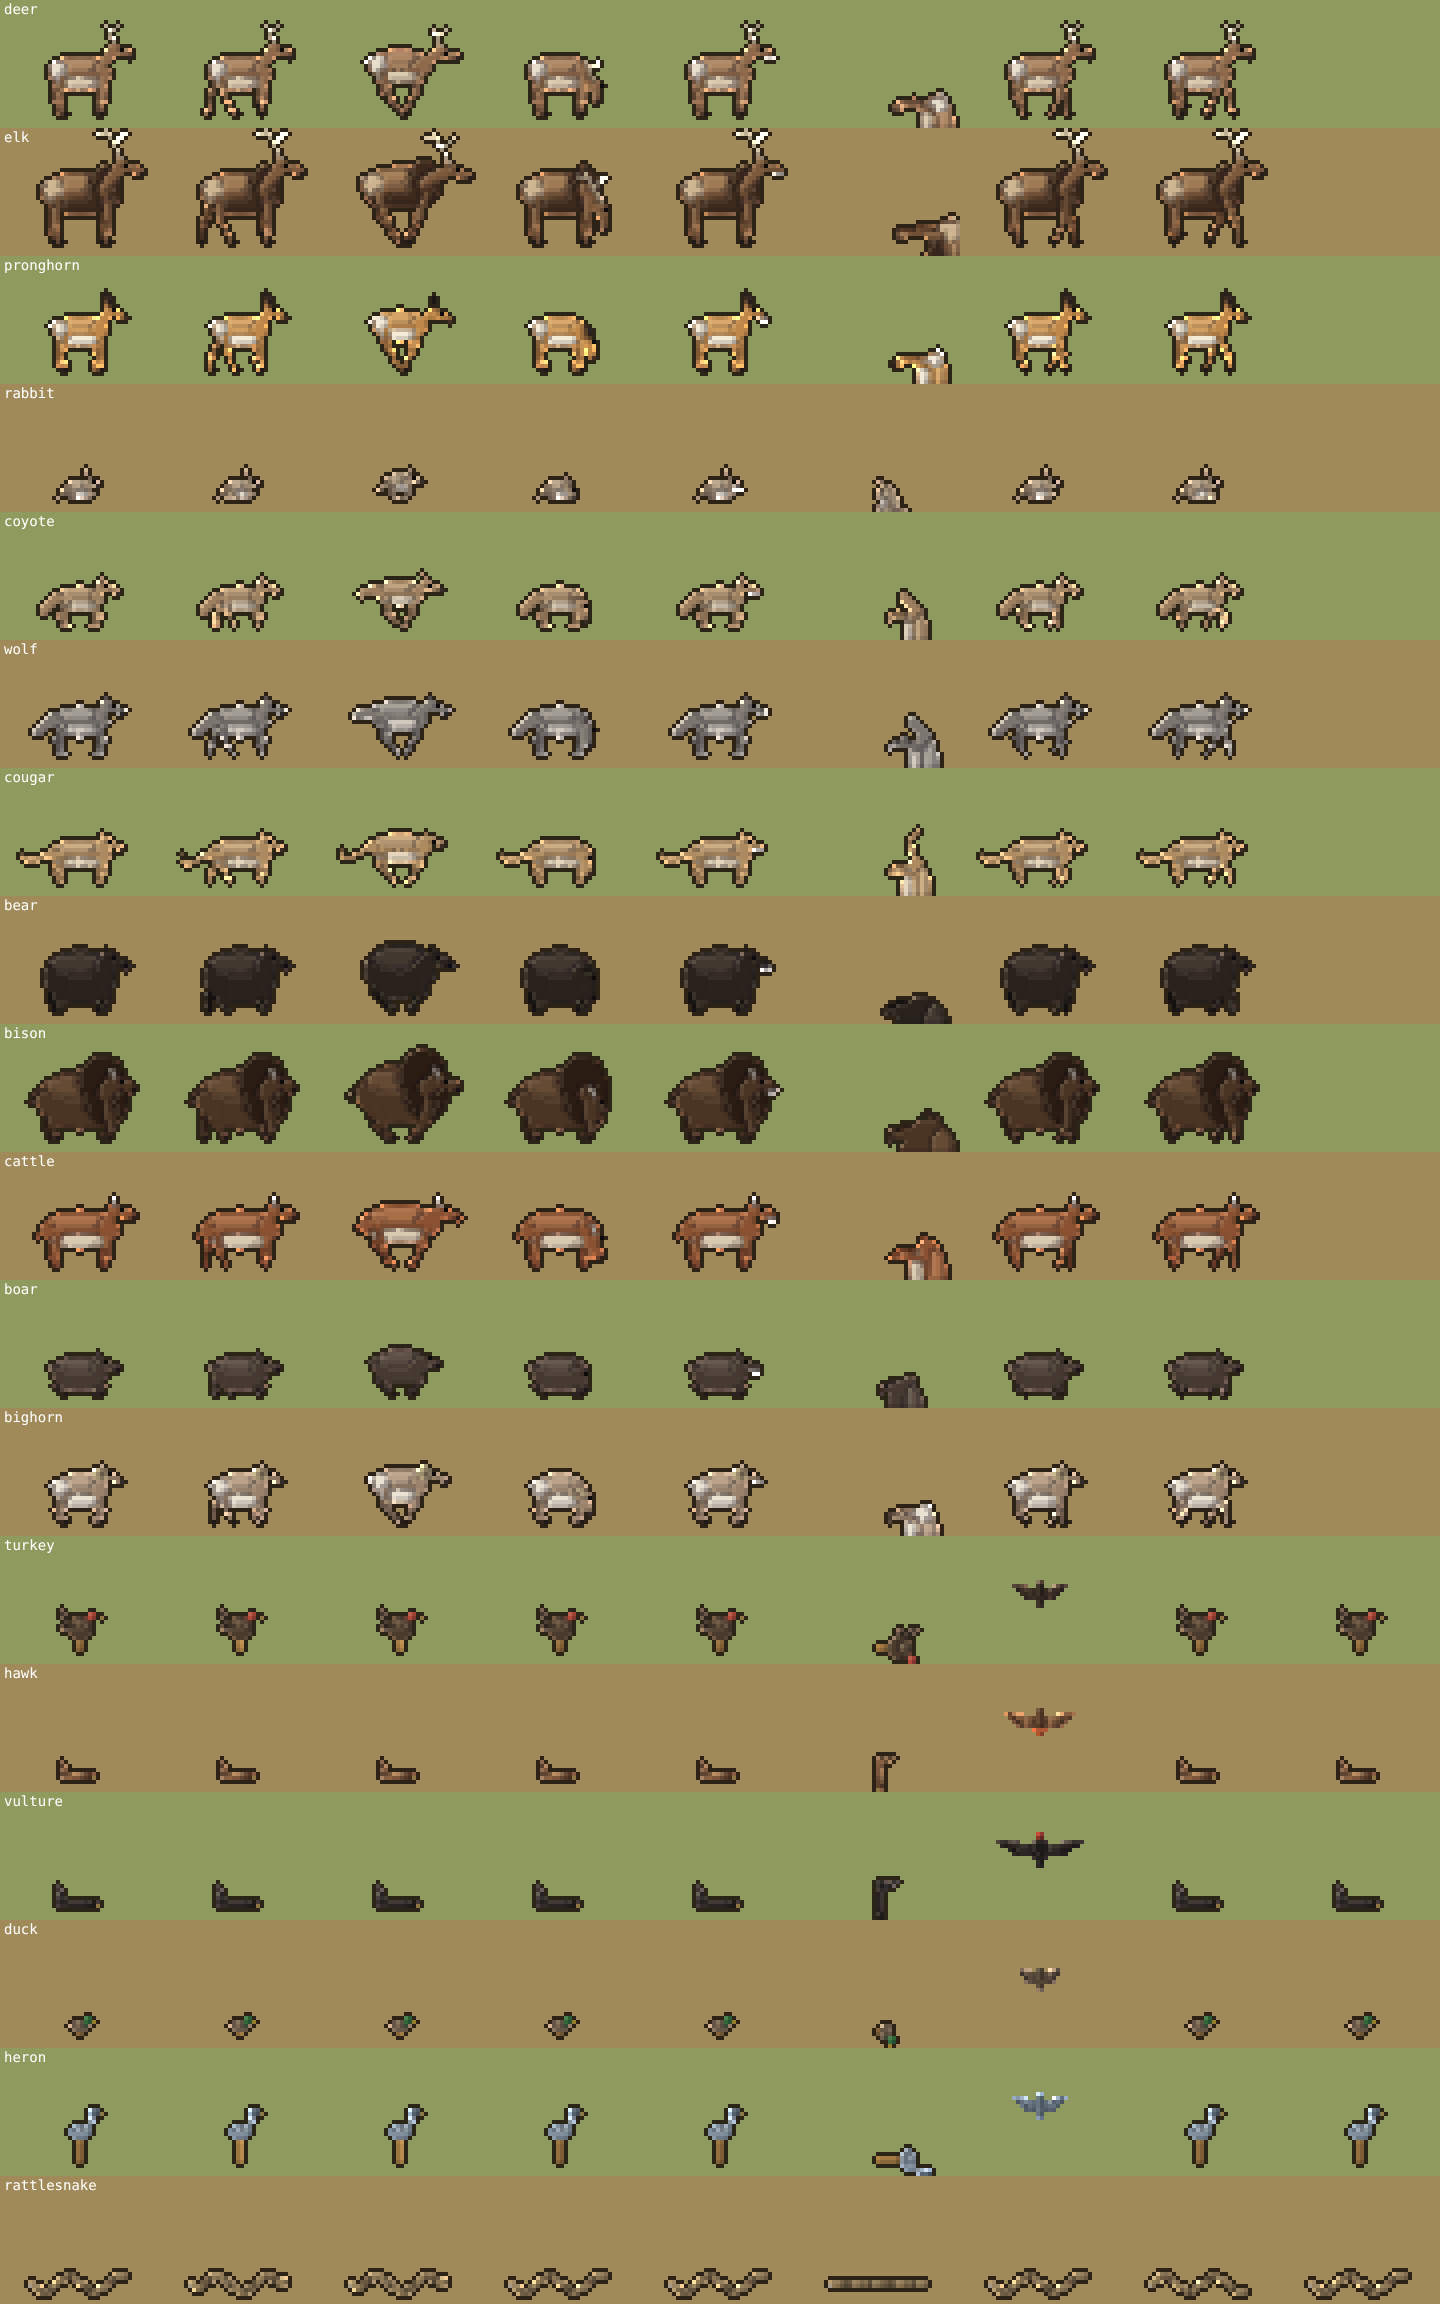 deer
elk
pronghorn
rabbit
coyote
wolf
cougar
bear
bison
cattle
boar
bighorn
turkey
hawk
vulture
duck
heron
rattlesnake